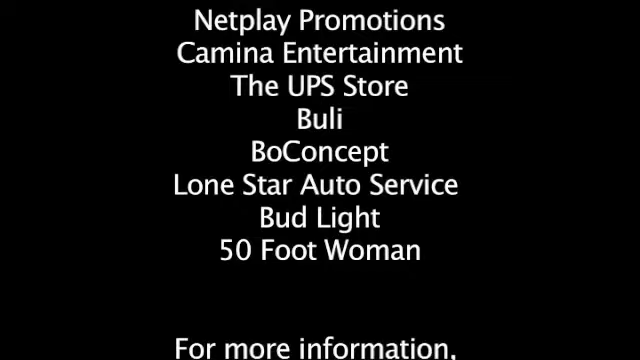 Netplay Promotions
Camina Entertainment
The UPS Store
Buli
BoConcept
Lone Star Auto Service
Bud Light
50 Foot Woman
For more information,